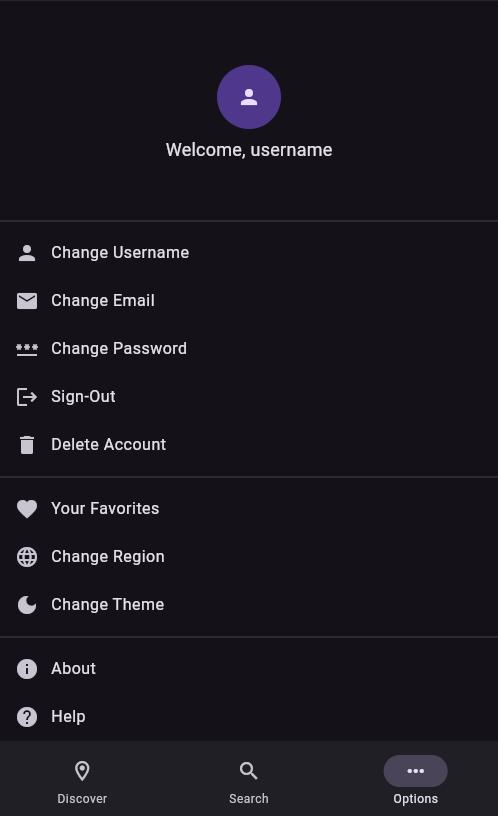 Welcome, username
Change Username
Change Email
Change Password
Sign-Out
Delete Account
Your Favorites
Change Region
Change Theme
About
Help
Discover
Search
Options